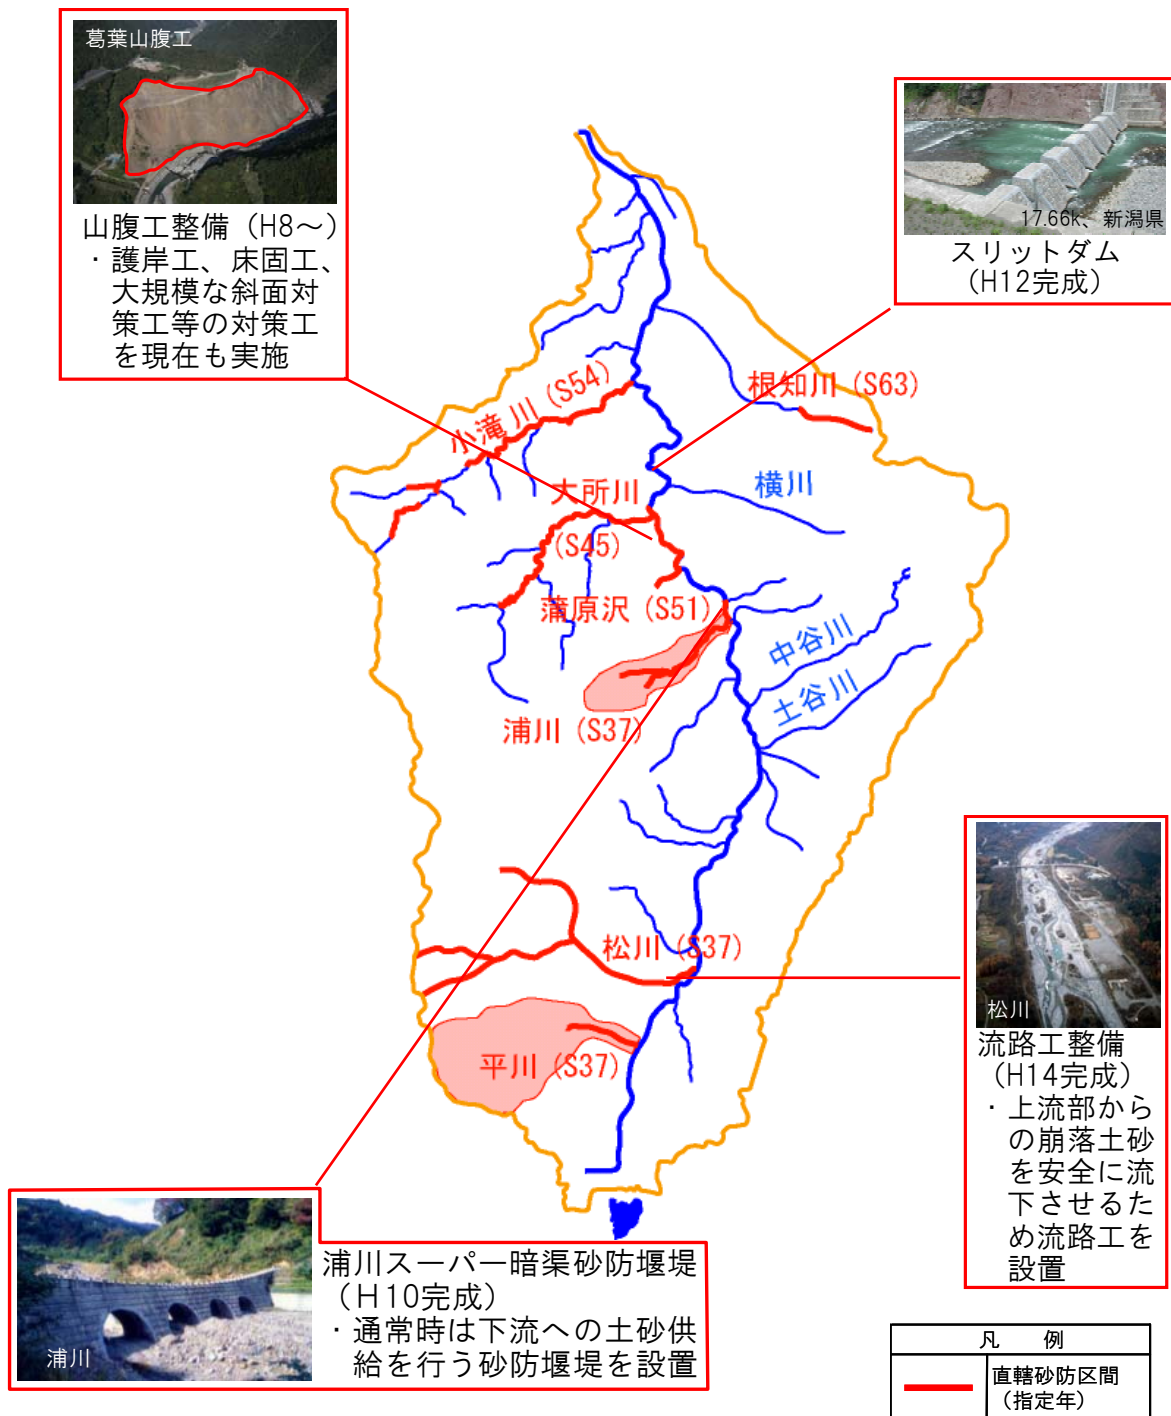 葛葉山腹工
山腹工整備（H8～）
・護岸工、床固工、
大規模な斜面対
策工等の対策工
を現在も実施
17.66k、新潟県
スリットダム
（H12完成）
根知川（S63）
小滝川（S54）
大所川
（S45）
横川
蒲原沢（S51）
中谷川
土谷川
浦川（S37）
松川（S37）
平川（S37）
松川
流路工整備
（H14完成）
・上流部から
の崩落土砂
を安全に流
下させるた
め流路工を
設置
浦川
浦川スーパー暗渠砂防堰堤
（H10完成）
・通常時は下流への土砂供
給を行う砂防堰堤を設置
凡　例
直轄砂防区間
（指定年）